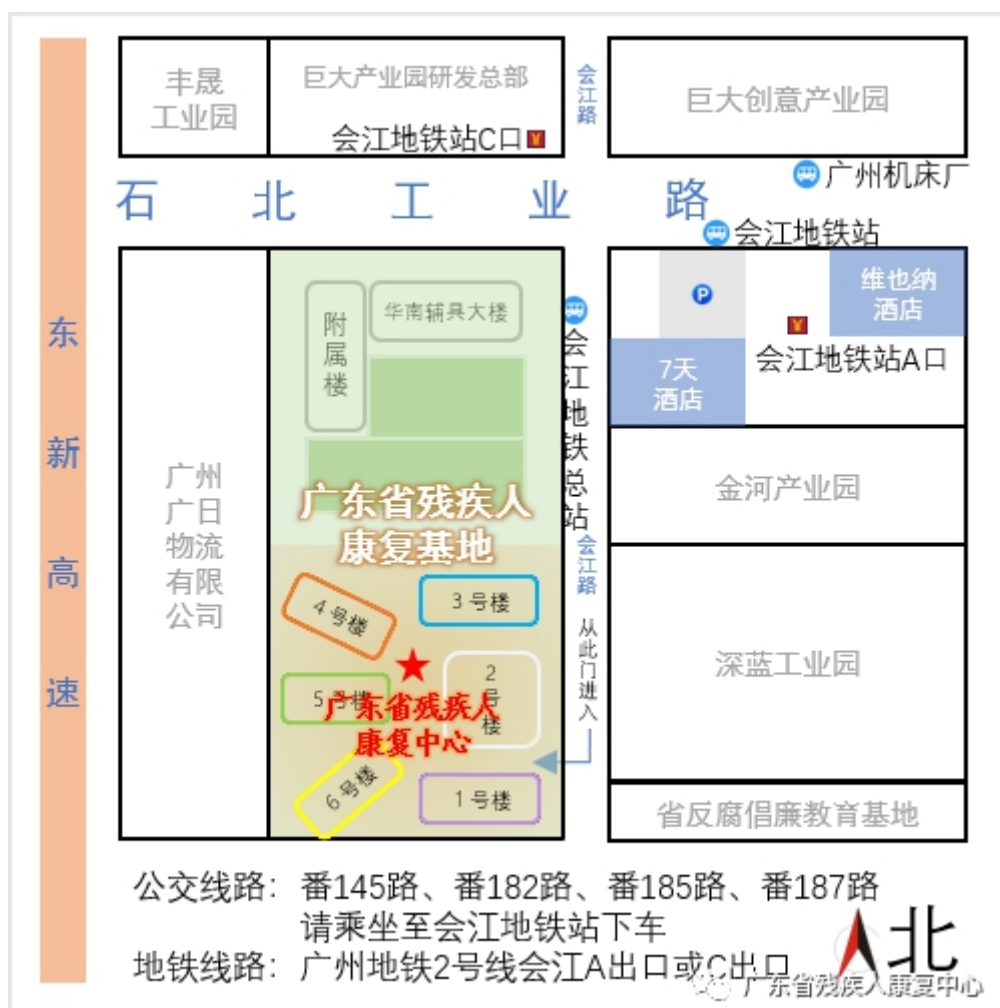 丰晟
工业园
巨大产业园研发总部
会江地铁站C口
会江路
巨大创意产业园
广州机床厂
石北工业路
会江地铁站
东新高速
广州
广日
物流
有限
公司
附属楼
华南辅具大楼
会江地铁总站
P
维也纳
酒店
7天
酒店
会江地铁站A口
金河产业园
广东省残疾人
康复基地
会江路
4号楼
3号楼
从此门进入
深蓝工业园
5号楼
2号楼
广东省残疾人
康复中心
6号楼
1号楼
省反腐倡廉教育基地
公交线路：番145路、番182路、番185路、番187路
请乘坐至会江地铁站下车
地铁线路：广州地铁2号线会江A出口或C出口
北
广东省残疾人康复中心